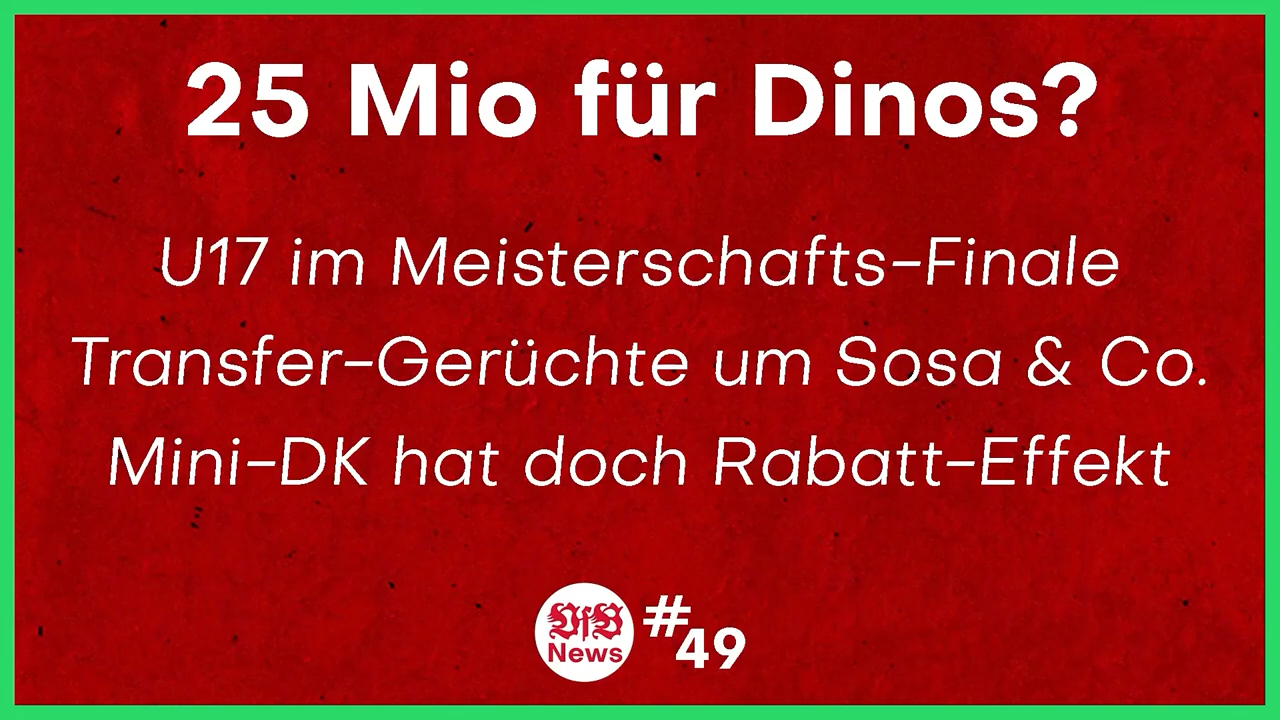 25 Mio für Dinos?
U17 im Meisterschafts-Finale
Transfer-Gerüchte um Sosa & Co.
Mini-DK hat doch Rabatt-Effekt
VfB
News
#49